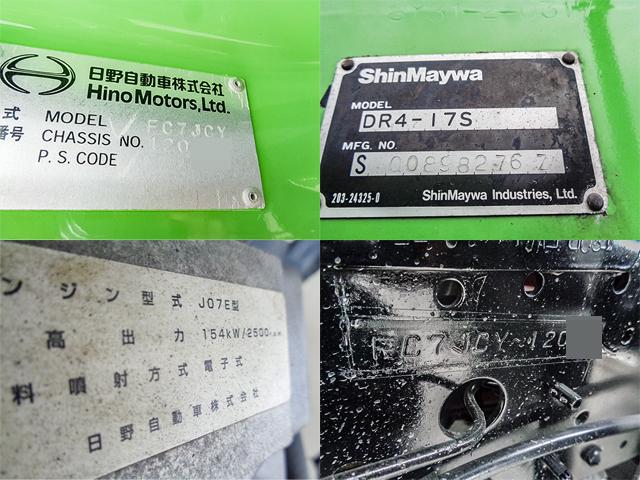 日野自動車株式会社
Hino Motors, Ltd.
式 MODEL FC7JCY
番号 CHASSIS NO. 120
P.S. CODE
ShinMaywa
MODEL
DR4-17S
MFG. NO.
S 00898276 7
203-24325-0 ShinMaywa Industries, Ltd.
ンジン型式 J07E型
高出力 154kW/2500
料噴射方式 電子式
日野自動車株式会社
FC7JCY-120